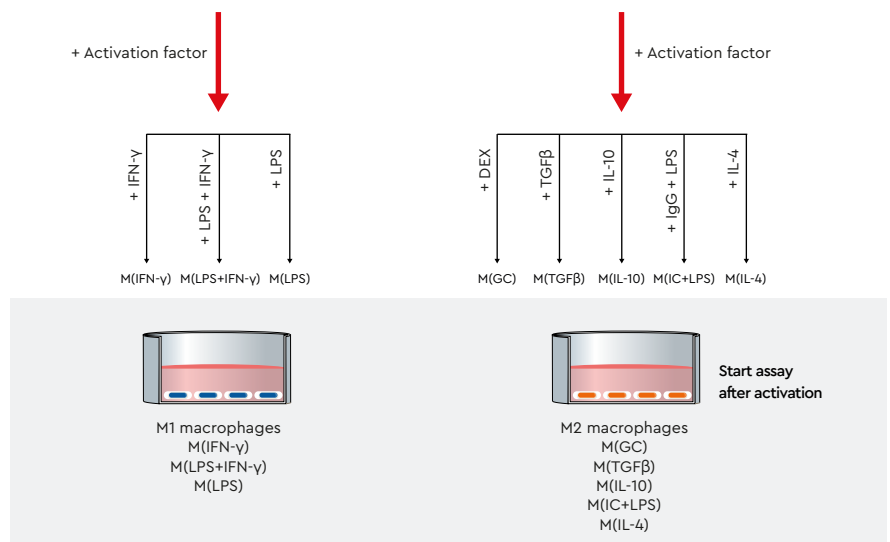 + Activation factor
+ Activation factor
+ IFN-γ
+ LPS + IFN-γ
+ LPS
+ DEX
+ TGFβ
+ IL-10
+ IgG + LPS
+ IL-4
M(IFN-γ) M(LPS+IFN-γ) M(LPS)
M(GC) M(TGFβ) M(IL-10) M(IC+LPS) M(IL-4)
Start assay
after activation
M1 macrophages
M(IFN-γ)
M(LPS+IFN-γ)
M(LPS)
M2 macrophages
M(GC)
M(TGFβ)
M(IL-10)
M(IC+LPS)
M(IL-4)